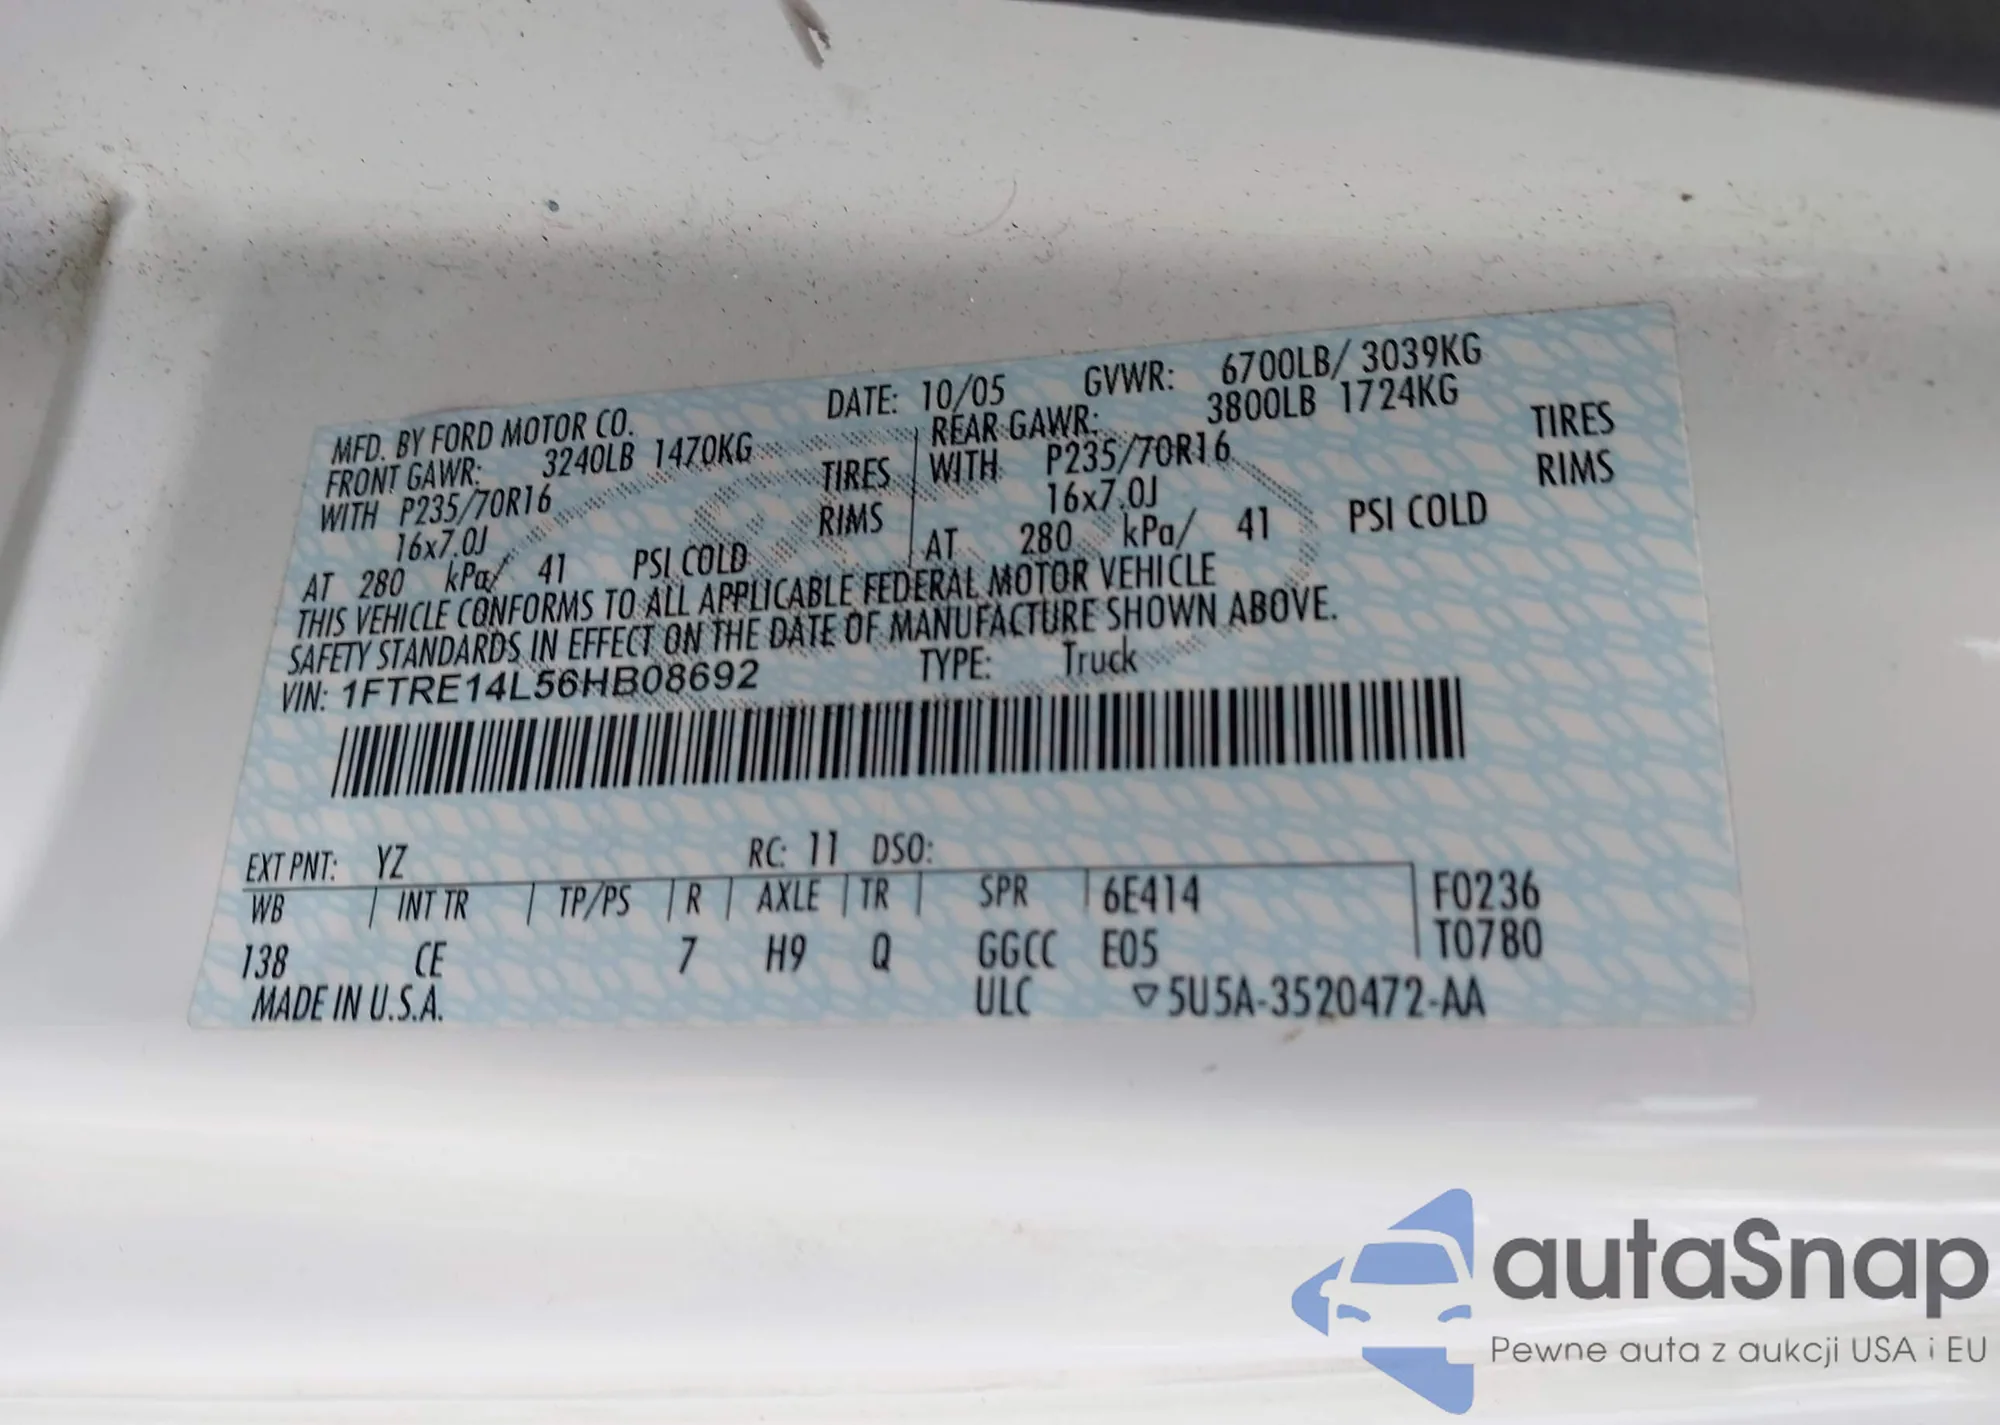 MFD. BY FORD MOTOR CO. DATE: 10/05 GVWR: 6700LB/ 3039KG
FRONT GAWR: 3240LB 1470KG REAR GAWR: 3800LB 1724KG
WITH P235/70R16 TIRES WITH P235/70R16 TIRES
16x7.0J RIMS 16x7.0J RIMS
AT 280 kPa/ 41 PSI COLD AT 280 kPa/ 41 PSI COLD
THIS VEHICLE CONFORMS TO ALL APPLICABLE FEDERAL MOTOR VEHICLE
SAFETY STANDARDS IN EFFECT ON THE DATE OF MANUFACTURE SHOWN ABOVE.
VIN: 1FTRE14L56HB08692 TYPE: Truck
EXT PNT: YZ RC: 11 DSO:
WB | INT TR | TP/PS | R | AXLE | TR | SPR | 6E414 F0236
138 CE 7 H9 Q GGCC E05 T0780
MADE IN U.S.A. ULC ▽5U5A-3520472-AA
autaSnap
Pewne auta z aukcji USA i EU